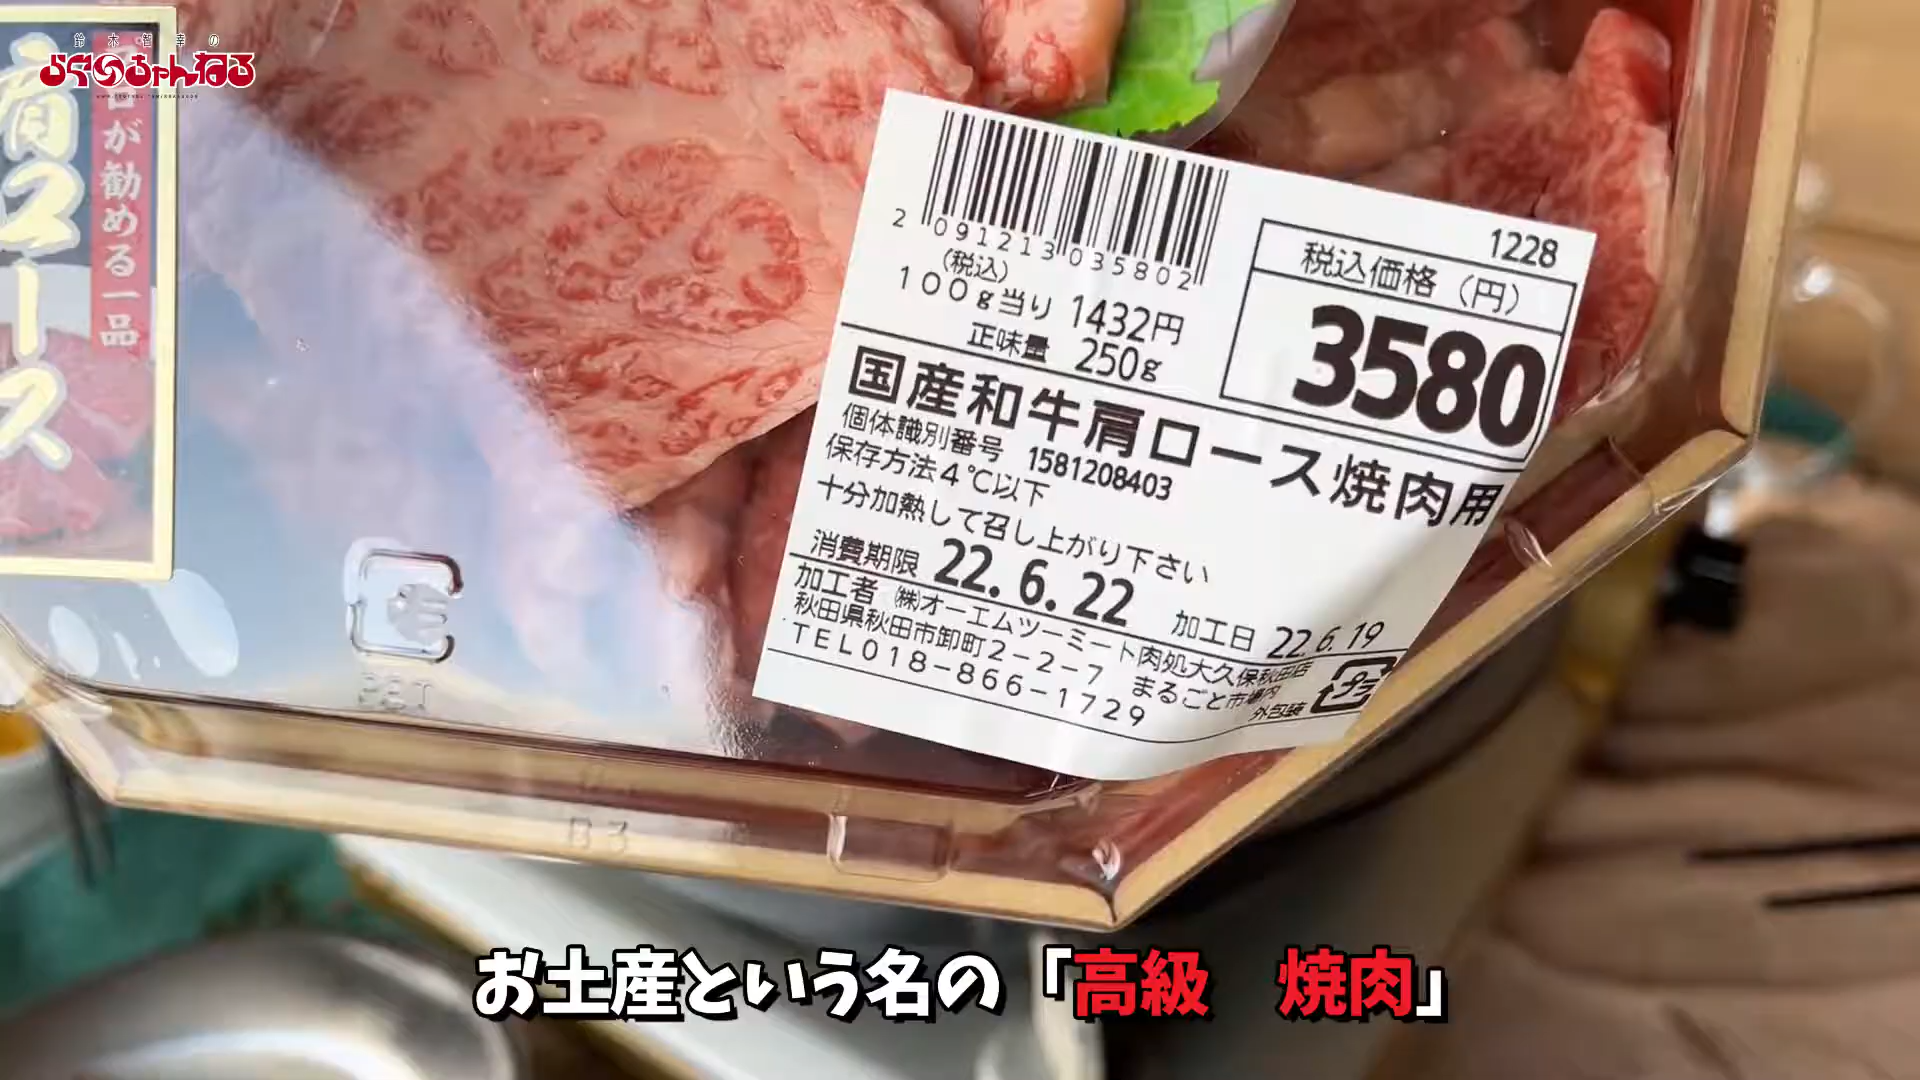 鈴木智幸の
らぞのちゃんねる
が勧める一品
肩ロース
1228
2 091213 035802
税込価格（円）
3580
(税込)
100g当り 1432円
正味量 250g
国産和牛肩ロース焼肉用
個体識別番号 1581208403
保存方法4℃以下
十分加熱して召し上がり下さい
消費期限 22. 6. 22 加工日 22. 6. 19
加工者 ㈱オーエムツーミート肉処大久保秋田店
秋田県秋田市卸町2-2-7 まるごと市場内
TEL018-866-1729
外包装 プラ
PET
B3
お土産という名の「高級 焼肉」